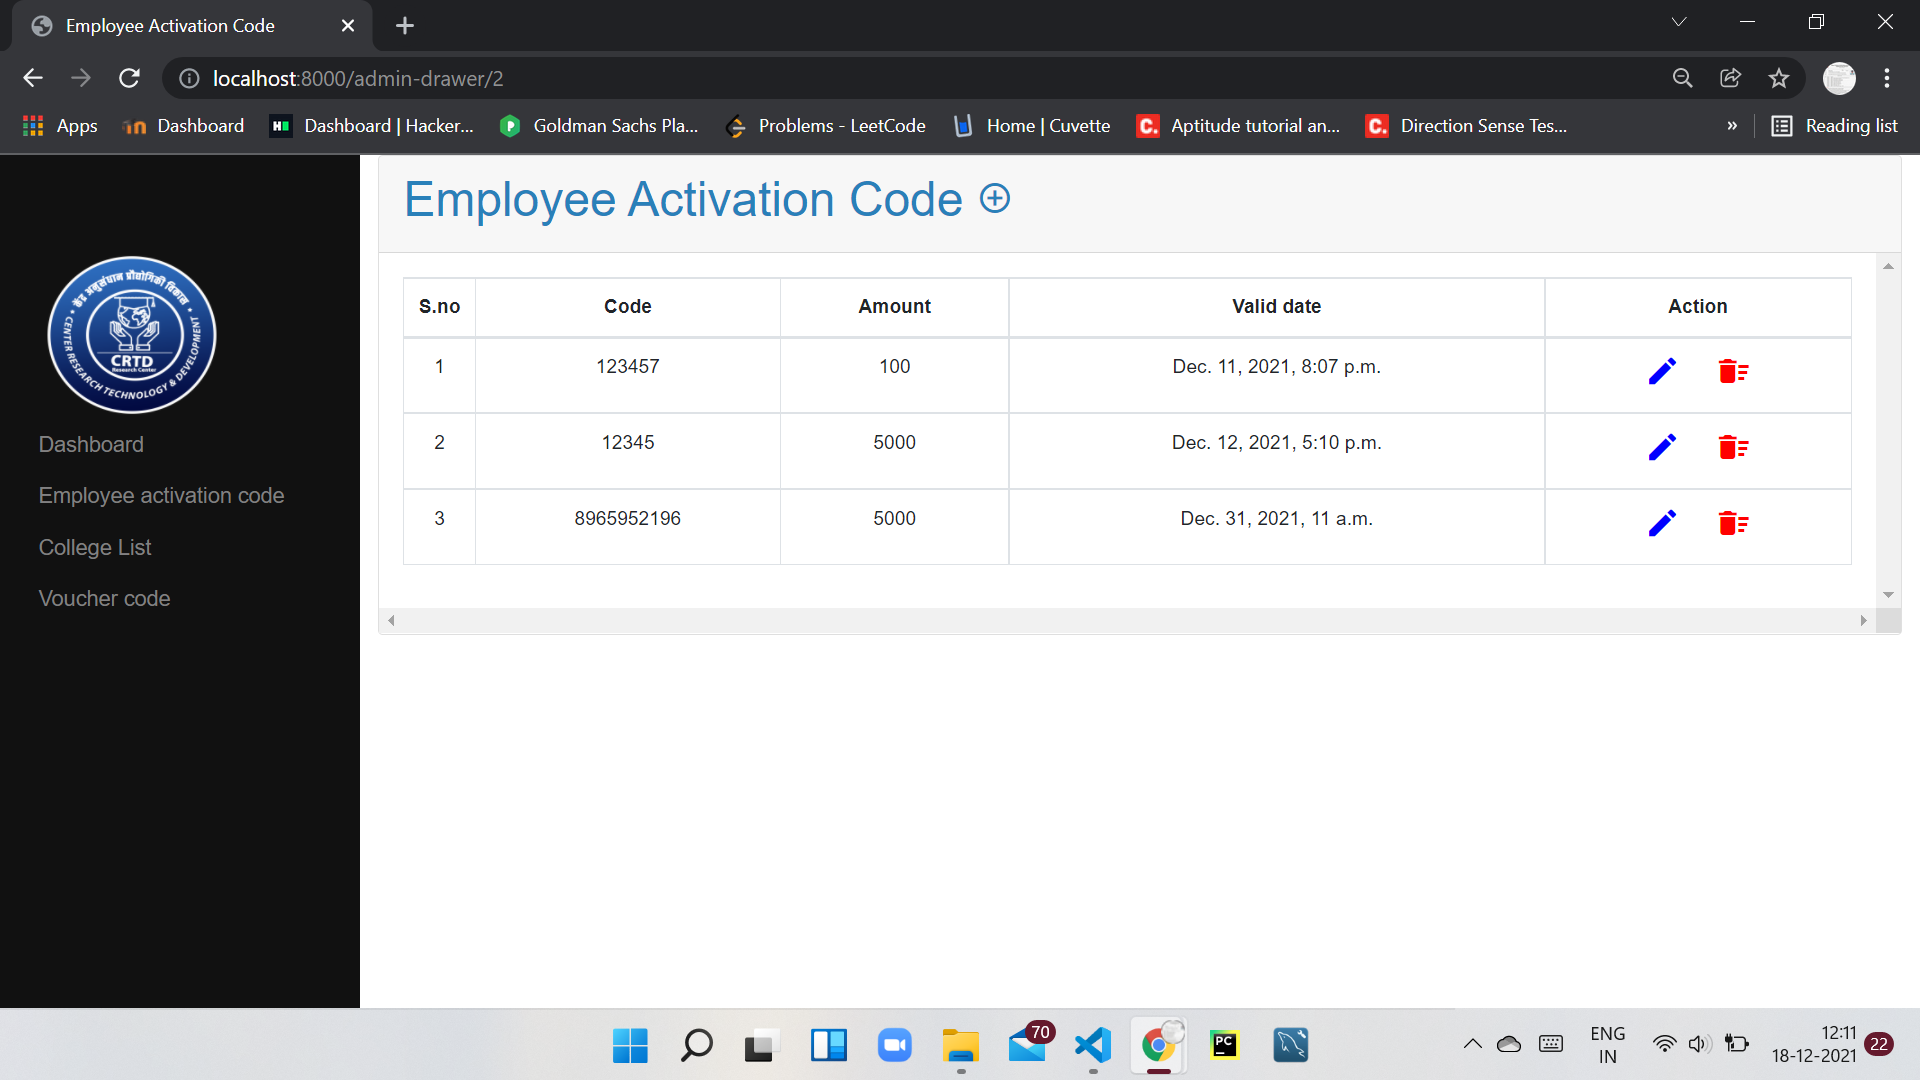 Employee Activation Code
localhost:8000/admin-drawer/2
Apps
Dashboard
Dashboard | Hacker...
Goldman Sachs Pla...
Problems - LeetCode
Home | Cuvette
Aptitude tutorial an...
Direction Sense Tes...
»
Reading list
केंद्र अनुसंधान प्रौद्योगिकी विकास
CRTD
Research Center
CENTER RESEARCH TECHNOLOGY & DEVELOPMENT
Dashboard
Employee activation code
College List
Voucher code
Employee Activation Code
S.no Code Amount Valid date Action
1 123457 100 Dec. 11, 2021, 8:07 p.m.
2 12345 5000 Dec. 12, 2021, 5:10 p.m.
3 8965952196 5000 Dec. 31, 2021, 11 a.m.
70
PC
ENG
IN
12:11
18-12-2021
22